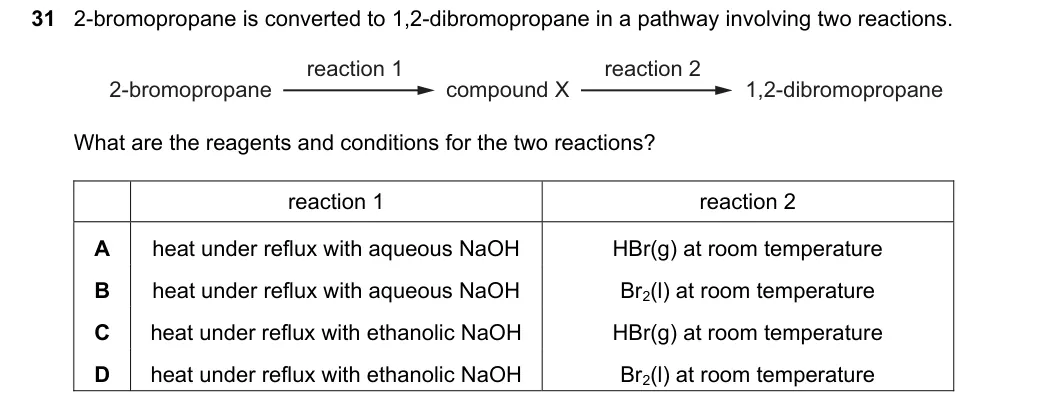 31 2-bromopropane is converted to 1,2-dibromopropane in a pathway involving two reactions.
reaction 1 reaction 2
2-bromopropane compound X 1,2-dibromopropane
What are the reagents and conditions for the two reactions?
reaction 1 reaction 2
A heat under reflux with aqueous NaOH HBr(g) at room temperature
B heat under reflux with aqueous NaOH Br₂(l) at room temperature
C heat under reflux with ethanolic NaOH HBr(g) at room temperature
D heat under reflux with ethanolic NaOH Br₂(l) at room temperature